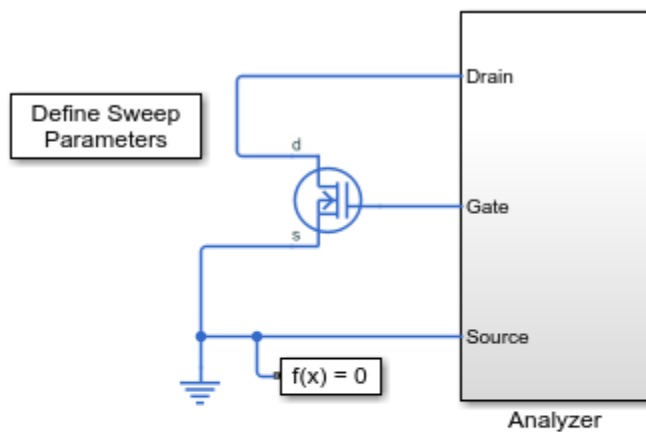 Drain
Define Sweep
Parameters
d
Gate
s
Source
f(x) = 0
Analyzer